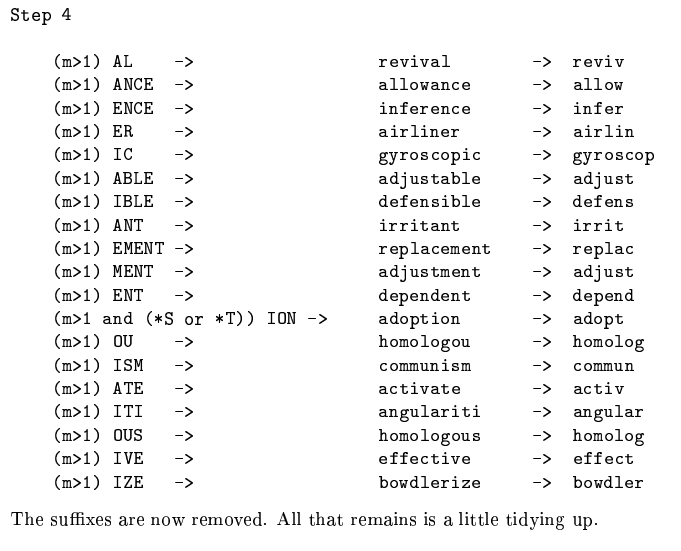 Step 4
(m>1) AL -> revival -> reviv
(m>1) ANCE -> allowance -> allow
(m>1) ENCE -> inference -> infer
(m>1) ER -> airliner -> airlin
(m>1) IC -> gyroscopic -> gyroscop
(m>1) ABLE -> adjustable -> adjust
(m>1) IBLE -> defensible -> defens
(m>1) ANT -> irritant -> irrit
(m>1) EMENT -> replacement -> replac
(m>1) MENT -> adjustment -> adjust
(m>1) ENT -> dependent -> depend
(m>1 and (*S or *T)) ION -> adoption -> adopt
(m>1) OU -> homologou -> homolog
(m>1) ISM -> communism -> commun
(m>1) ATE -> activate -> activ
(m>1) ITI -> angulariti -> angular
(m>1) OUS -> homologous -> homolog
(m>1) IVE -> effective -> effect
(m>1) IZE -> bowdlerize -> bowdler
The suffixes are now removed. All that remains is a little tidying up.